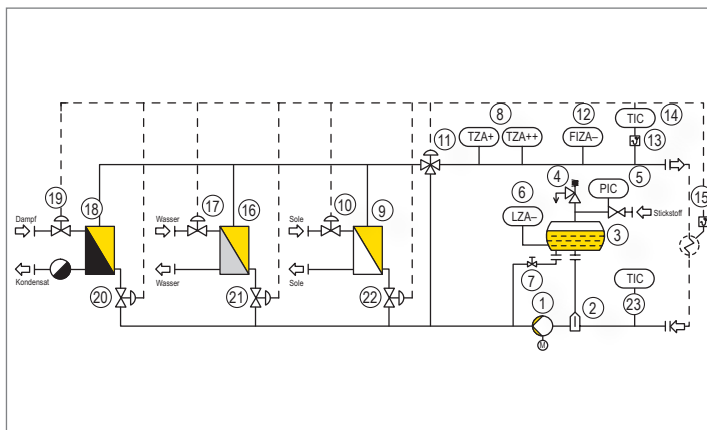 8 12 TIC 14
11 TZA+ TZA++ FIZA– 13
4 5
19 17 10 6 PIC 15
Dampf 18 Wasser 16 Sole 9 LZA– Stickstoff
3
Kondensat Wasser Sole
7 TIC
20 21 22 1 2 23
M